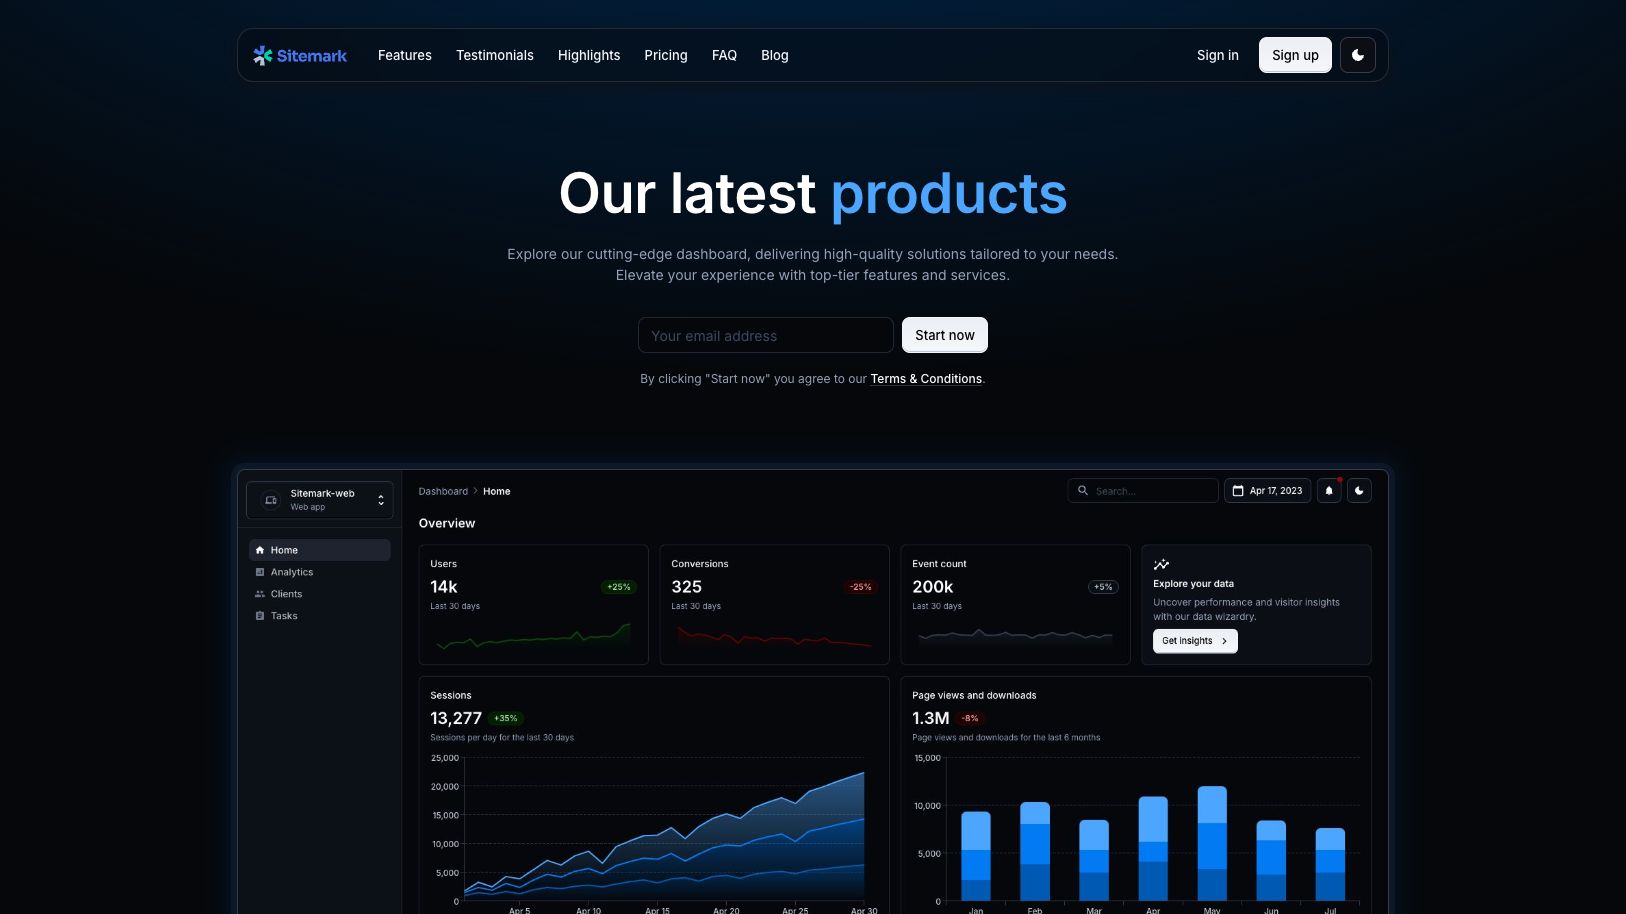 Sitemark
Features
Testimonials
Highlights
Pricing
FAQ
Blog
Sign in
Sign up
Our latest products
Explore our cutting-edge dashboard, delivering high-quality solutions tailored to your needs.
Elevate your experience with top-tier features and services.
Your email address
Start now
By clicking "Start now" you agree to our Terms & Conditions.
Sitemark-web
Web app
Home
Analytics
Clients
Tasks
Dashboard
Home
Search...
Apr 17, 2023
Overview
Users
14k
+25%
Last 30 days
Conversions
325
-25%
Last 30 days
Event count
200k
+5%
Last 30 days
Explore your data
Uncover performance and visitor insights
with our data wizardry.
Get insights
Sessions
13,277
+35%
Sessions per day for the last 30 days
25,000
20,000
15,000
10,000
5,000
0
Apr 5
Apr 10
Apr 15
Apr 20
Apr 25
Apr 30
Page views and downloads
1.3M
-8%
Page views and downloads for the last 6 months
15,000
10,000
5,000
0
Jan
Feb
Mar
Apr
May
Jun
Jul